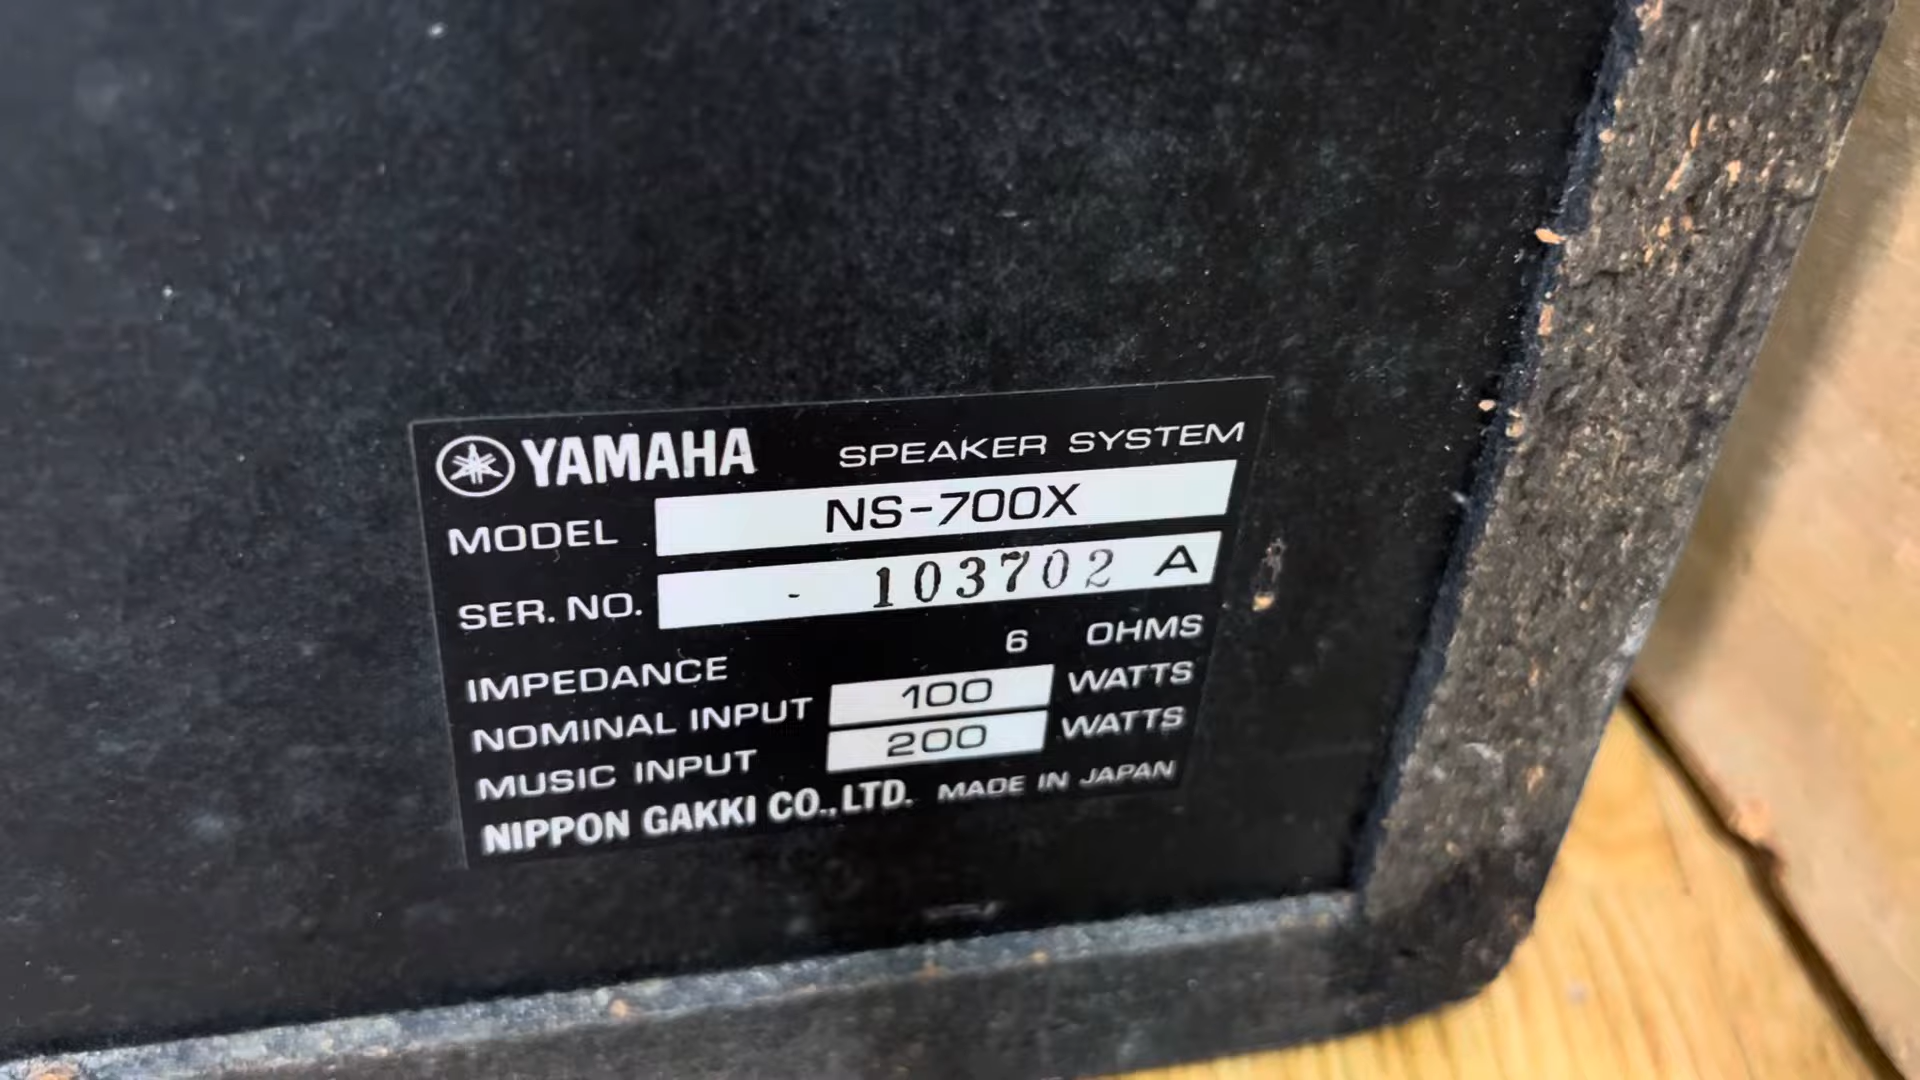 YAMAHA SPEAKER SYSTEM
MODEL NS-700X
SER. NO. - 103702 A
IMPEDANCE 6 OHMS
NOMINAL INPUT 100 WATTS
MUSIC INPUT 200 WATTS
NIPPON GAKKI CO., LTD. MADE IN JAPAN